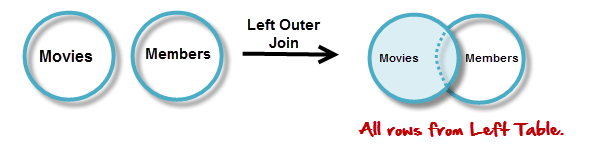 Movies
Members
Left Outer
Join
Movies
Members
All rows from Left Table.